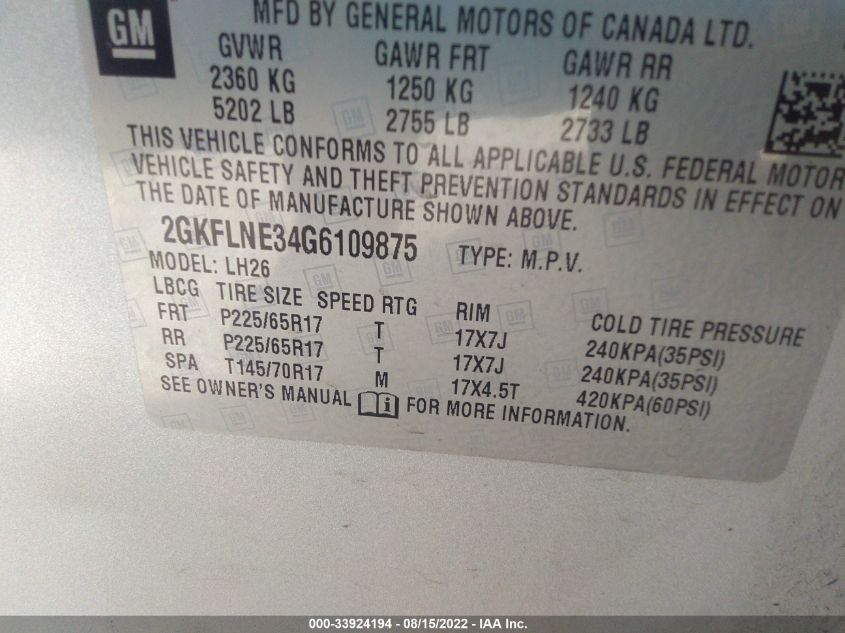 GM
MFD BY GENERAL MOTORS OF CANADA LTD.
GVWR GAWR FRT GAWR RR
2360 KG 1250 KG 1240 KG
5202 LB 2755 LB 2733 LB
THIS VEHICLE CONFORMS TO ALL APPLICABLE U.S. FEDERAL MOTOR
VEHICLE SAFETY AND THEFT PREVENTION STANDARDS IN EFFECT ON
THE DATE OF MANUFACTURE SHOWN ABOVE.
2GKFLNE34G6109875 TYPE: M.P.V.
MODEL: LH26
LBCG TIRE SIZE SPEED RTG RIM COLD TIRE PRESSURE
FRT P225/65R17 T 17X7J 240KPA(35PSI)
RR P225/65R17 T 17X7J 240KPA(35PSI)
SPA T145/70R17 M 17X4.5T 420KPA(60PSI)
SEE OWNER'S MANUAL i FOR MORE INFORMATION.
000-33924194 - 08/15/2022 - IAA Inc.